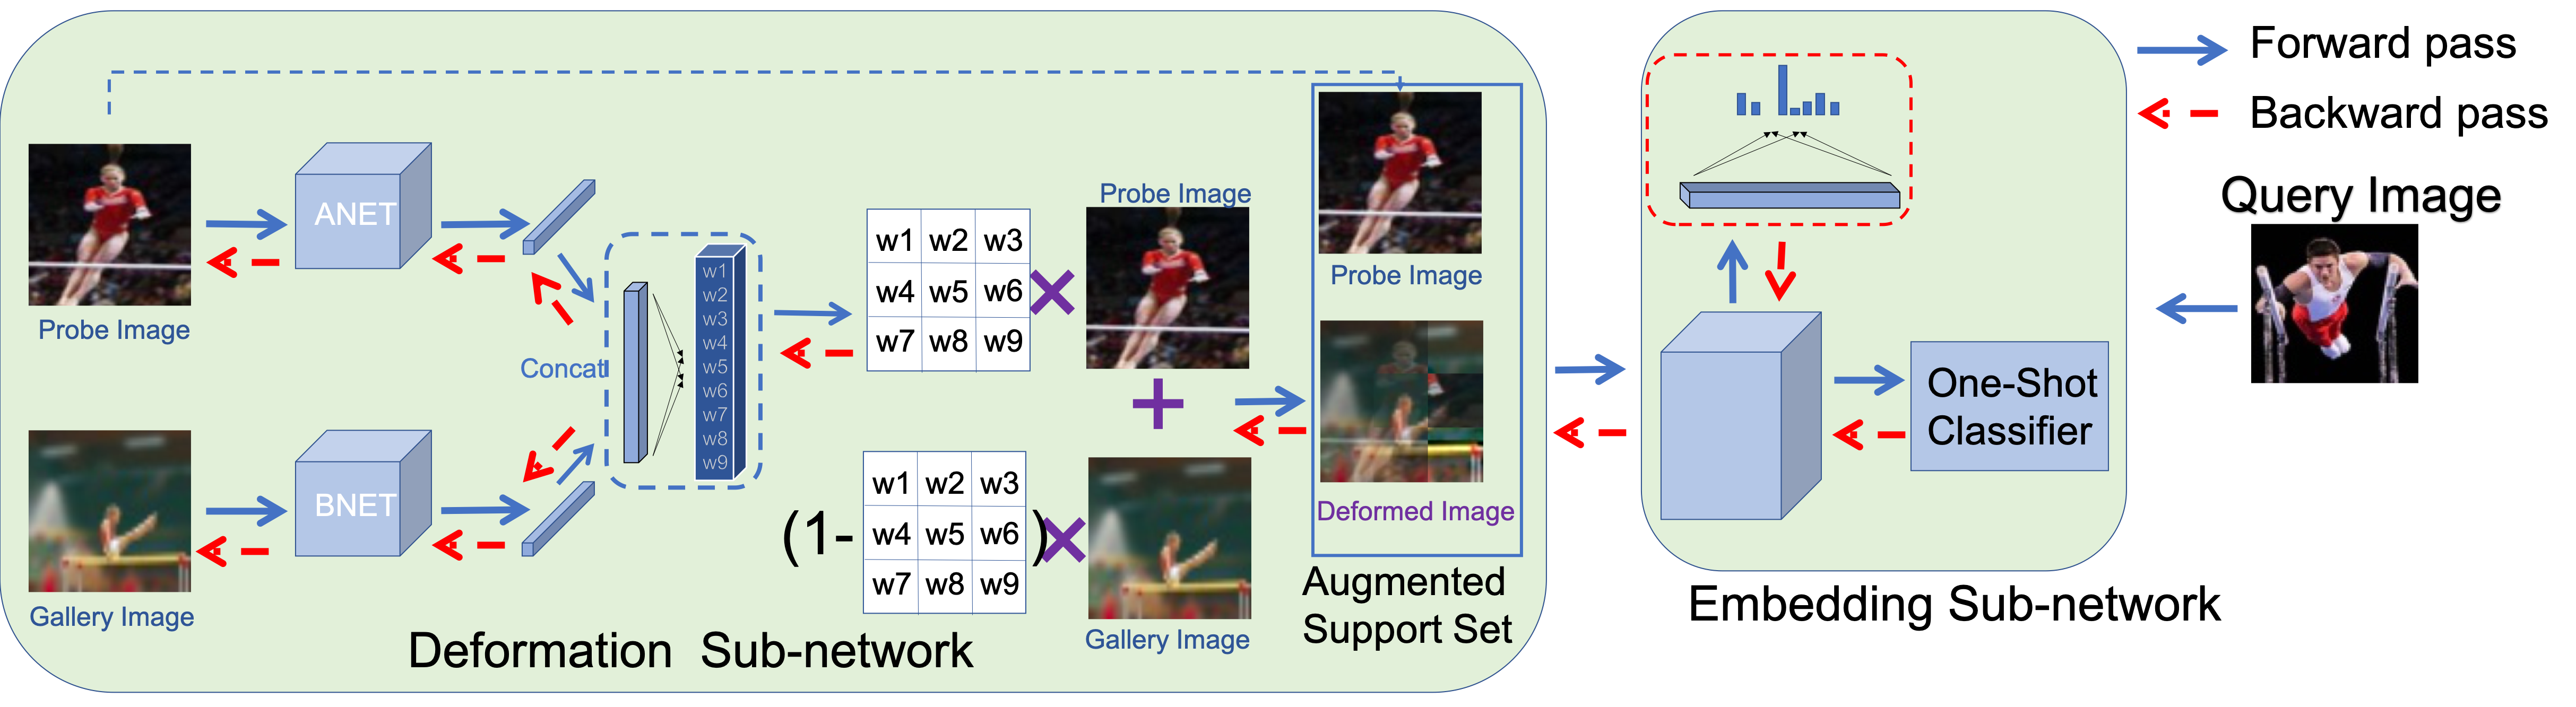 Forward pass
Backward pass
Probe Image
ANET
Concat
Gallery Image
BNET
w1
w2
w3
w4
w5
w6
w7
w8
w9
w1 w2 w3
w4 w5 w6
w7 w8 w9
Probe Image
(1-
w1 w2 w3
w4 w5 w6
w7 w8 w9
)
Gallery Image
+
Probe Image
Deformed Image
Augmented
Support Set
Deformation Sub-network
One-Shot
Classifier
Embedding Sub-network
Query Image